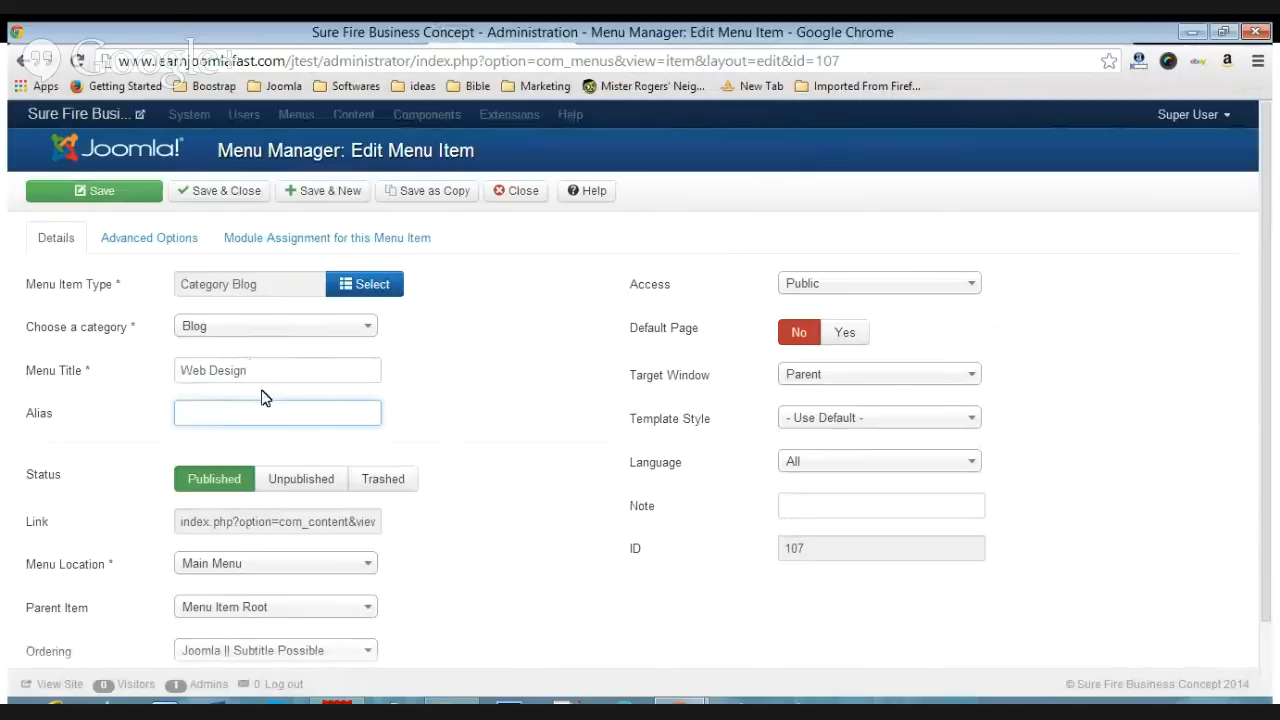 Sure Fire Business Concept - Administration - Menu Manager: Edit Menu Item - Google Chrome
Google+
www.learnjoomlafast.com/jtest/administrator/index.php?option=com_menus&view=item&layout=edit&id=107
Apps Getting Started Boostrap Joomla Softwares ideas Bible Marketing Mister Rogers' Neig... New Tab Imported From Firef...
Sure Fire Busi... System Users Menus Content Components Extensions Help Super User
Joomla!® Menu Manager: Edit Menu Item
Save Save & Close Save & New Save as Copy Close Help
Details Advanced Options Module Assignment for this Menu Item
Menu Item Type * Category Blog Select Access Public
Choose a category * Blog Default Page No Yes
Menu Title * Web Design Target Window Parent
Alias Template Style - Use Default -
Language All
Status Published Unpublished Trashed
Note
Link index.php?option=com_content&view
ID 107
Menu Location * Main Menu
Parent Item Menu Item Root
Ordering Joomla || Subtitle Possible
View Site 0 Visitors 1 Admins 0 Log out © Sure Fire Business Concept 2014